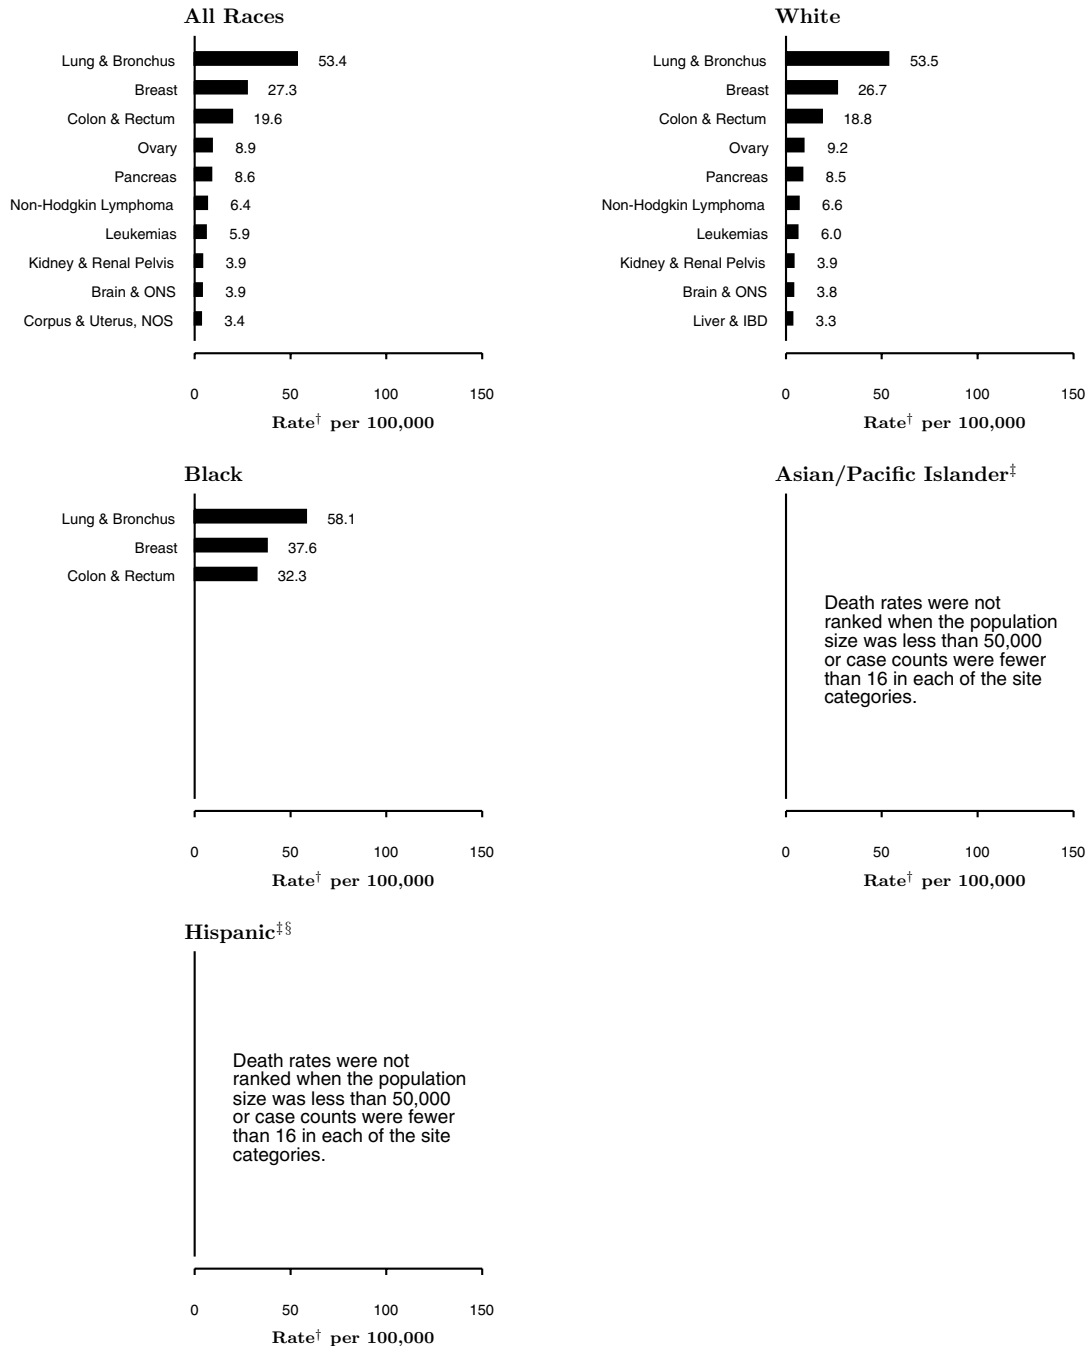 All Races
Lung & Bronchus 53.4
Breast 27.3
Colon & Rectum 19.6
Ovary 8.9
Pancreas 8.6
Non-Hodgkin Lymphoma 6.4
Leukemias 5.9
Kidney & Renal Pelvis 3.9
Brain & ONS 3.9
Corpus & Uterus, NOS 3.4
0 50 100 150
Rate† per 100,000
White
Lung & Bronchus 53.5
Breast 26.7
Colon & Rectum 18.8
Ovary 9.2
Pancreas 8.5
Non-Hodgkin Lymphoma 6.6
Leukemias 6.0
Kidney & Renal Pelvis 3.9
Brain & ONS 3.8
Liver & IBD 3.3
0 50 100 150
Rate† per 100,000
Black
Lung & Bronchus 58.1
Breast 37.6
Colon & Rectum 32.3
0 50 100 150
Rate† per 100,000
Asian/Pacific Islander‡
Death rates were not
ranked when the population
size was less than 50,000
or case counts were fewer
than 16 in each of the site
categories.
0 50 100 150
Rate† per 100,000
Hispanic‡§
Death rates were not
ranked when the population
size was less than 50,000
or case counts were fewer
than 16 in each of the site
categories.
0 50 100 150
Rate† per 100,000